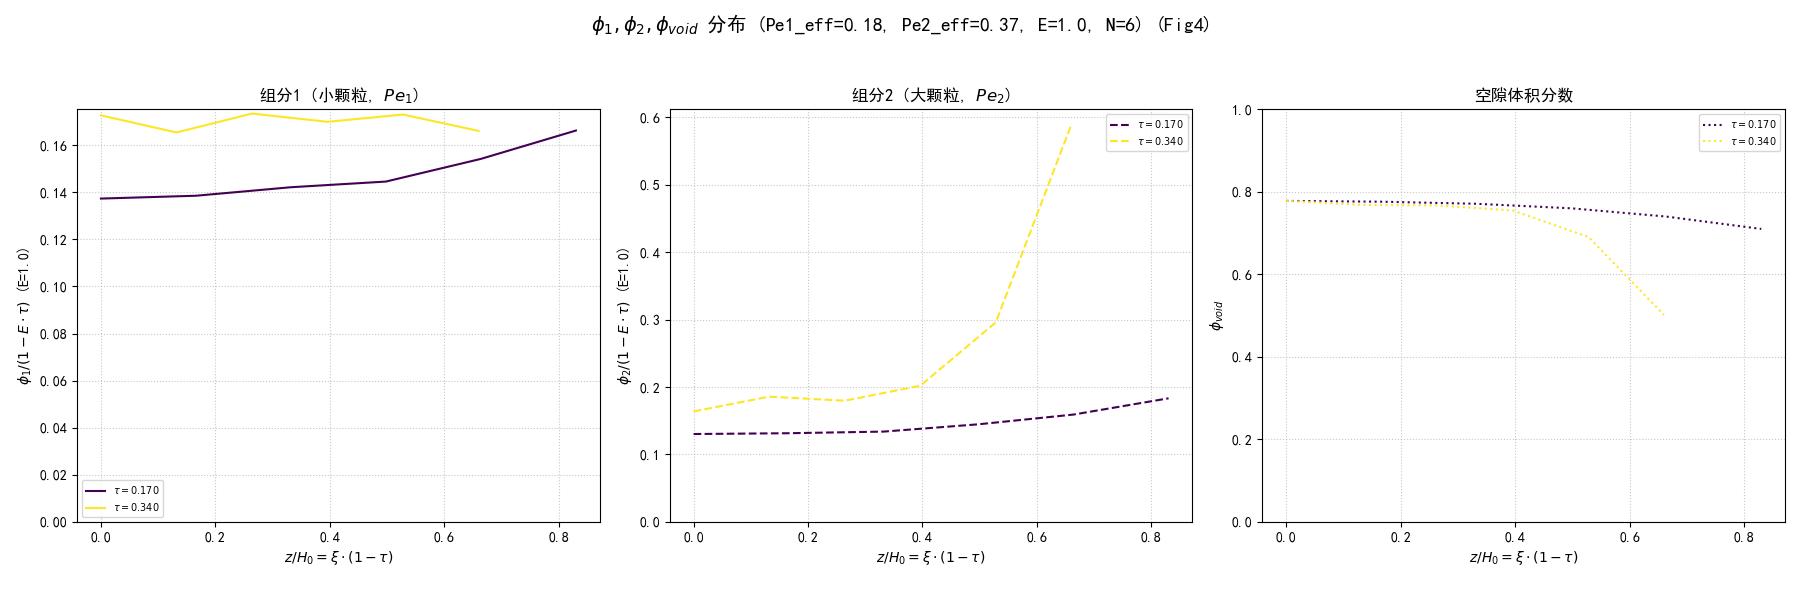 ϕ₁, ϕ₂, ϕ_void 分布 (Pe1_eff=0.18, Pe2_eff=0.37, E=1.0, N=6) (Fig4)
组分1（小颗粒, Pe₁）
0.16
0.14
0.12
0.10
0.08
0.06
0.04
0.02
0.00
ϕ₁/(1 − E · τ) (E=1.0)
τ = 0.170
τ = 0.340
0.0 0.2 0.4 0.6 0.8
z/H₀ = ξ · (1 − τ)
组分2（大颗粒, Pe₂）
0.6
0.5
0.4
0.3
0.2
0.1
0.0
ϕ₂/(1 − E · τ) (E=1.0)
τ = 0.170
τ = 0.340
0.0 0.2 0.4 0.6 0.8
z/H₀ = ξ · (1 − τ)
空隙体积分数
1.0
0.8
0.6
0.4
0.2
0.0
ϕ_void
τ = 0.170
τ = 0.340
0.0 0.2 0.4 0.6 0.8
z/H₀ = ξ · (1 − τ)